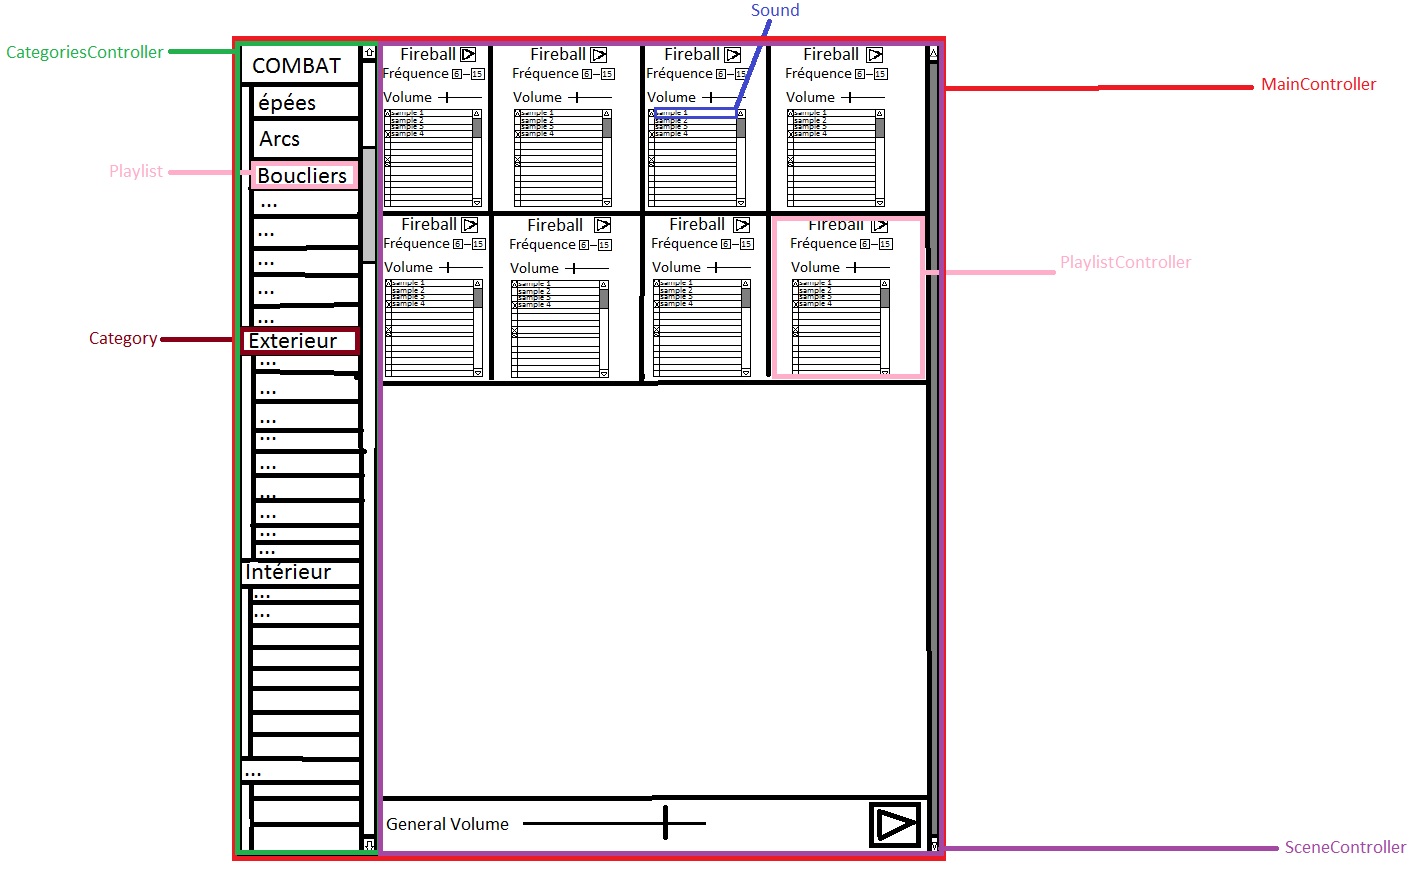 Sound
CategoriesController
MainController
Playlist
Category
PlaylistController
SceneController
COMBAT
épées
Arcs
Boucliers
...
...
...
...
...
Exterieur
...
...
...
...
...
...
...
...
...
Intérieur
...
...
...
Fireball
Fréquence 6 – 15
Volume
sample 1
sample 2
sample 3
sample 4
Fireball
Fréquence 6 – 15
Volume
sample 1
sample 2
sample 3
sample 4
Fireball
Fréquence 6 – 15
Volume
sample 1
sample 2
sample 3
sample 4
Fireball
Fréquence 6 – 15
Volume
sample 1
sample 2
sample 3
sample 4
Fireball
Fréquence 6 – 15
Volume
sample 1
sample 2
sample 3
sample 4
Fireball
Fréquence 6 – 15
Volume
sample 1
sample 2
sample 3
sample 4
Fireball
Fréquence 6 – 15
Volume
sample 1
sample 2
sample 3
sample 4
Fireball
Fréquence 6 – 15
Volume
sample 1
sample 2
sample 3
sample 4
General Volume